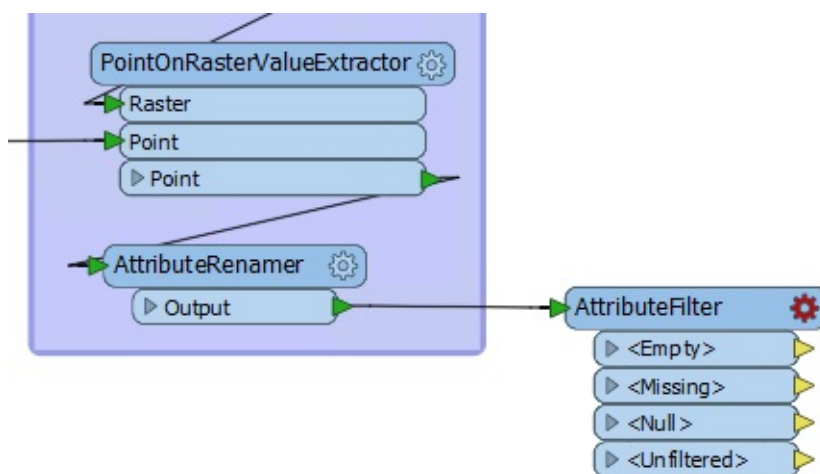 PointOnRasterValueExtractor
Raster
Point
Point
AttributeRenamer
Output
AttributeFilter
<Empty>
<Missing>
<Null>
<Unfiltered>